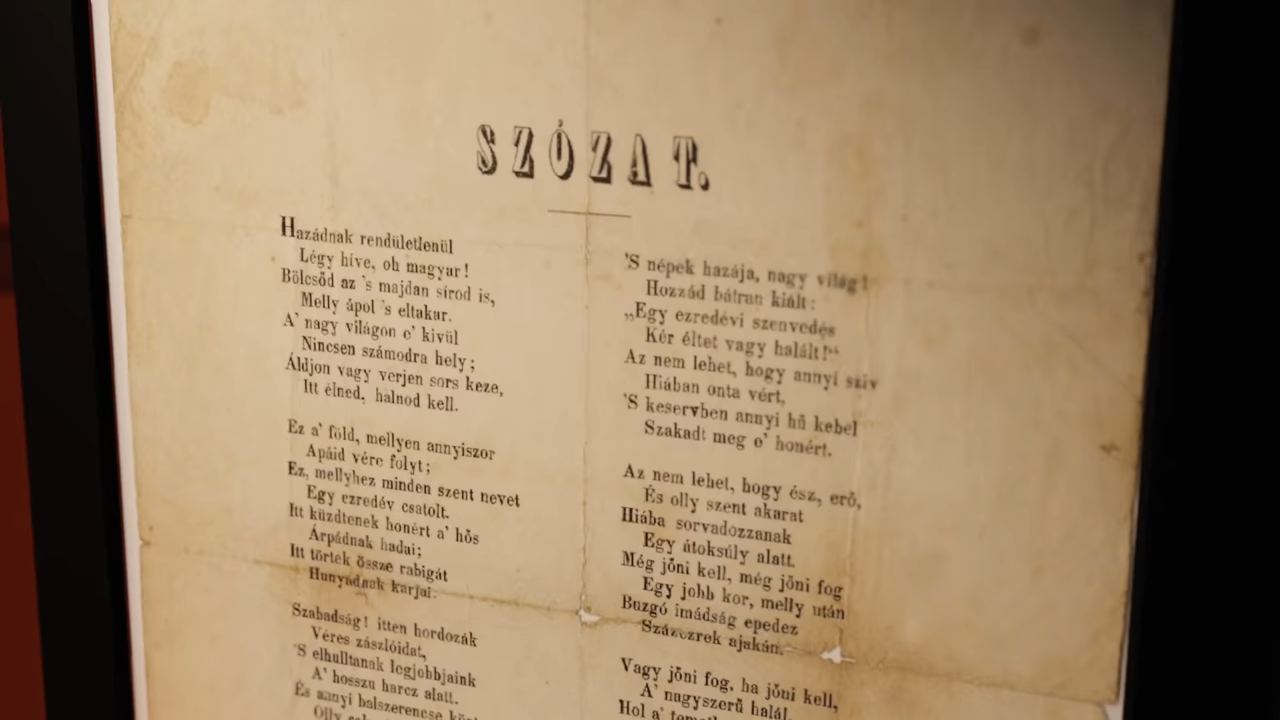 SZÓZAT.
Hazádnak rendületlenül
Légy híve, oh magyar!
Bölcsőd az 's majdan sírod is,
Melly ápol 's eltakar.
A' nagy világon e' kivül
Nincsen számodra hely;
Áldjon vagy verjen sors keze,
Itt élned, halnod kell.
Ez a' föld, mellyen annyiszor
Apáid vére folyt;
Ez, mellyhez minden szent nevet
Egy ezredév csatolt.
Itt küzdtenek honért a' hős
Árpádnak hadai;
Itt törtek össze rabigát
Hunyadnak karjai.
Szabadság! itten hordozák
Véres zászlóidat,
'S elhulltanak legjobbjaink
A' hosszu harcz alatt.
És annyi balszerencse
Olly
'S népek hazája, nagy világ!
Hozzád bátran kiált:
„Egy ezredévi szenvedés
Kér éltet vagy halált!“
Az nem lehet, hogy annyi sziv
Hiában onta vért,
'S keservben annyi hű kebel
Szakadt meg e' honért.
Az nem lehet, hogy ész, erő,
És olly szent akarat
Hiába sorvadozzanak
Egy átoksúly alatt.
Még jőni kell, még jőni fog
Egy jobb kor, melly után
Buzgó imádság epedez
Százezrek ajakán.
Vagy jőni fog, ha jőni kell,
A' nagyszerű halál,
Hol a'